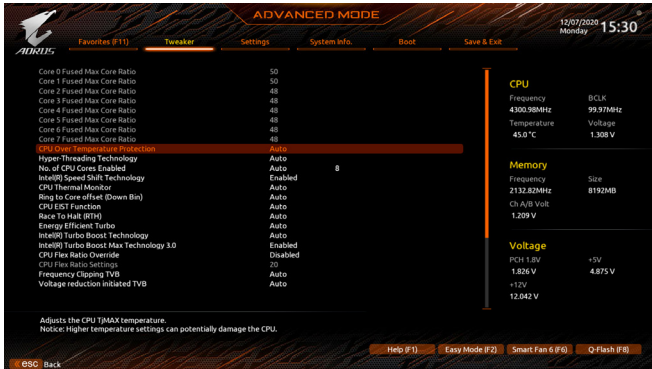 ADVANCED MODE
12/07/2020 Monday 15:30
AORUS
Favorites (F11) Tweaker Settings System Info. Boot Save & Exit
Core 0 Fused Max Core Ratio 50
Core 1 Fused Max Core Ratio 50
Core 2 Fused Max Core Ratio 48
Core 3 Fused Max Core Ratio 48
Core 4 Fused Max Core Ratio 48
Core 5 Fused Max Core Ratio 48
Core 6 Fused Max Core Ratio 48
Core 7 Fused Max Core Ratio 48
CPU Over Temperature Protection Auto
Hyper-Threading Technology Auto
No. of CPU Cores Enabled Auto 8
Intel(R) Speed Shift Technology Enabled
CPU Thermal Monitor Auto
Ring to Core offset (Down Bin) Auto
CPU EIST Function Auto
Race To Halt (RTH) Auto
Energy Efficient Turbo Auto
Intel(R) Turbo Boost Technology Auto
Intel(R) Turbo Boost Max Technology 3.0 Enabled
CPU Flex Ratio Override Disabled
CPU Flex Ratio Settings 20
Frequency Clipping TVB Auto
Voltage reduction initiated TVB Auto
CPU
Frequency BCLK
4300.98MHz 99.97MHz
Temperature Voltage
45.0 °C 1.308 V
Memory
Frequency Size
2132.82MHz 8192MB
Ch A/B Volt
1.209 V
Voltage
PCH 1.8V +5V
1.826 V 4.875 V
+12V
12.042 V
Adjusts the CPU TjMAX temperature.
Notice: Higher temperature settings can potentially damage the CPU.
Help (F1) Easy Mode (F2) Smart Fan 6 (F6) Q-Flash (F8)
esc Back